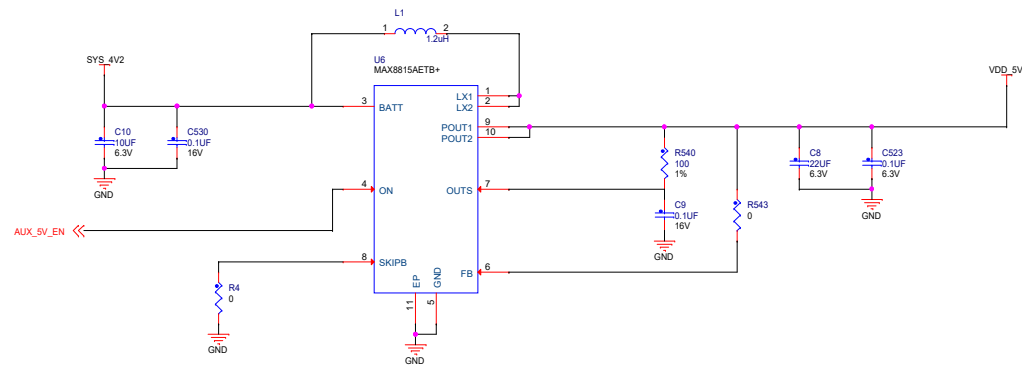 L1
1
2
1.2uH
SYS_4V2
U6
MAX8815AETB+
VDD_5V
3
BATT
LX1
1
LX2
2
POUT1
9
POUT2
10
C10
10UF
6.3V
C530
0.1UF
16V
GND
R540
100
1%
C8
22UF
6.3V
C523
0.1UF
6.3V
GND
4
ON
OUTS
7
C9
0.1UF
16V
GND
R543
0
AUX_5V_EN
8
SKIPB
FB
6
EP
GND
11
5
R4
0
GND
GND